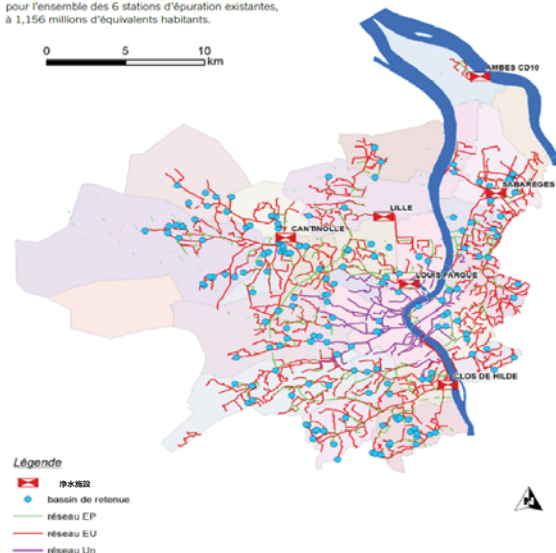 pour l'ensemble des 6 stations d'épuration existantes,
à 1,156 millions d'équivalents habitants.
0 5 10
km
AMBES CD10
SABAREGES
LILLE
CANTINOLLE
LOUIS FARGUE
CLOS DE HILDE
Légende
浄水施設
bassin de retenue
réseau EP
réseau EU
réseau Un